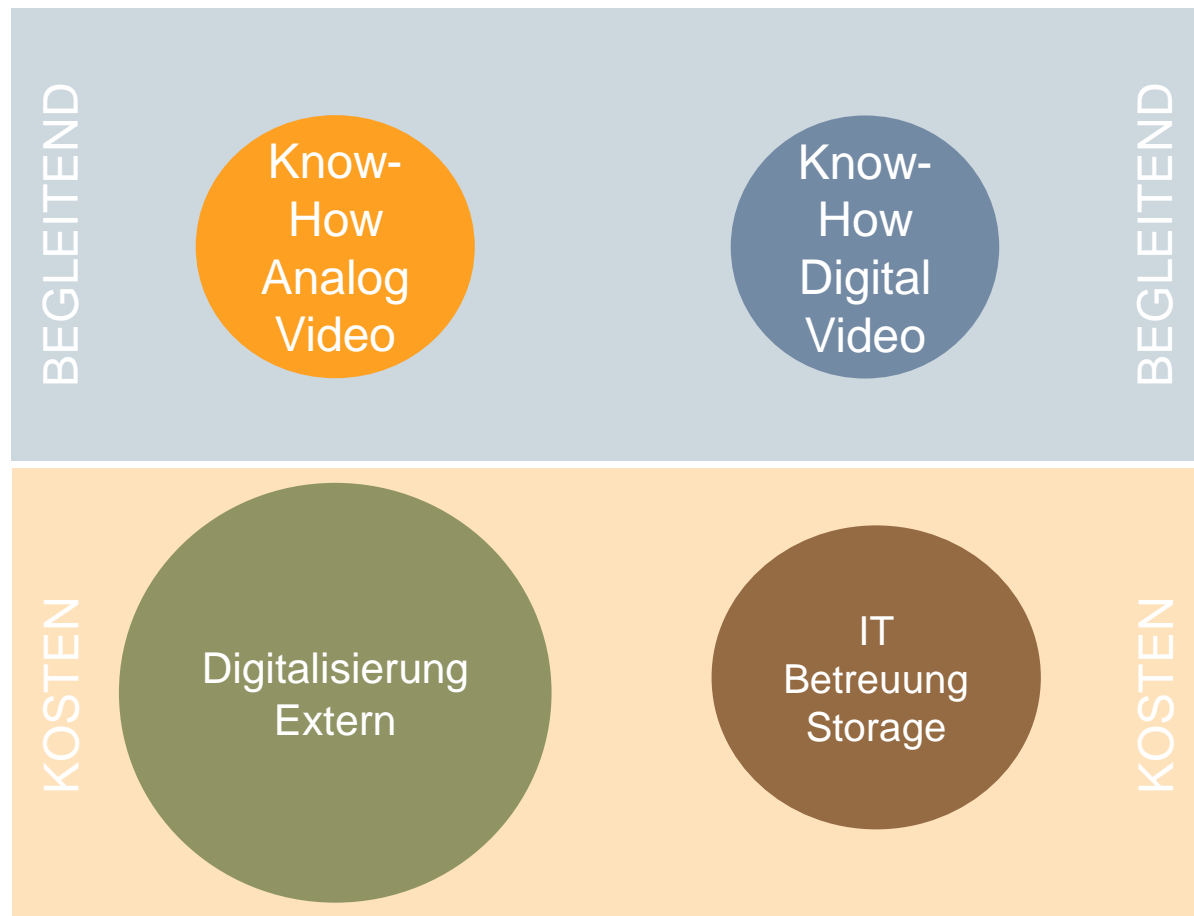 BEGLEITEND
Know-
How
Analog
Video
Know-
How
Digital
Video
BEGLEITEND
KOSTEN
Digitalisierung
Extern
IT
Betreuung
Storage
KOSTEN